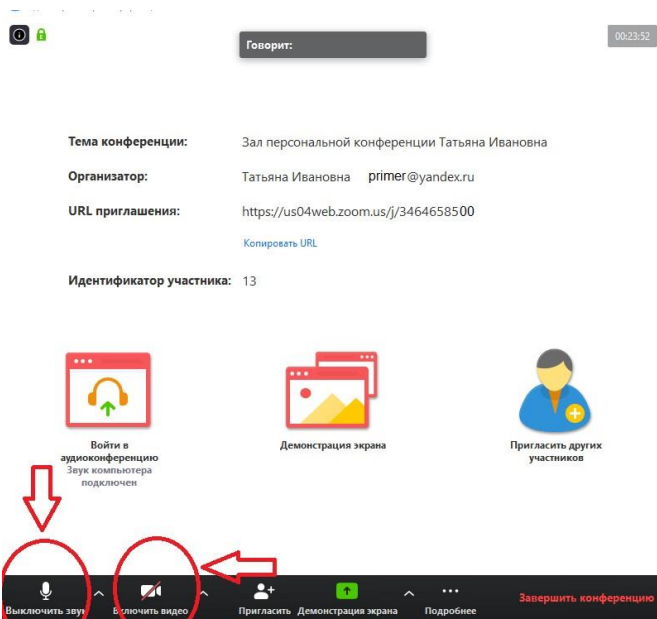 Говорит:
00:23:52
Тема конференции: Зал персональной конференции Татьяна Ивановна
Организатор: Татьяна Ивановна primer@yandex.ru
URL приглашения: https://us04web.zoom.us/j/3464658500
Копировать URL
Идентификатор участника: 13
Войти в
аудиоконференцию
Звук компьютера
подключен
Демонстрация экрана
Пригласить других
участников
Выключить звук
Включить видео
Пригласить
Демонстрация экрана
Подробнее
Завершить конференцию